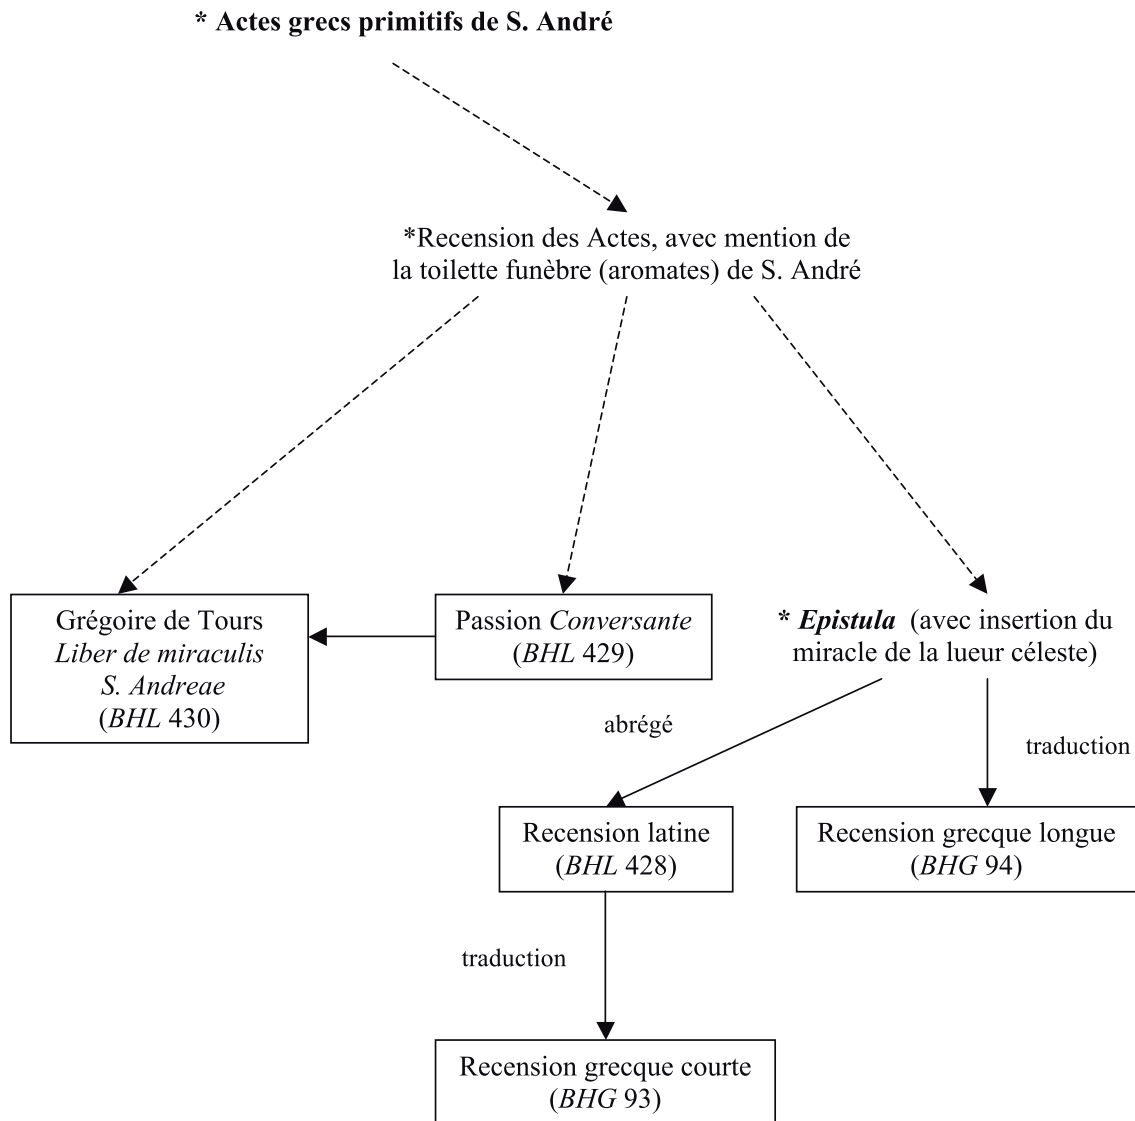 * Actes grecs primitifs de S. André
*Recension des Actes, avec mention de
la toilette funèbre (aromates) de S. André
Grégoire de Tours
Liber de miraculis
S. Andreae
(BHL 430)
Passion Conversante
(BHL 429)
* Epistula (avec insertion du
miracle de la lueur céleste)
abrégé
traduction
Recension latine
(BHL 428)
Recension grecque longue
(BHG 94)
traduction
Recension grecque courte
(BHG 93)